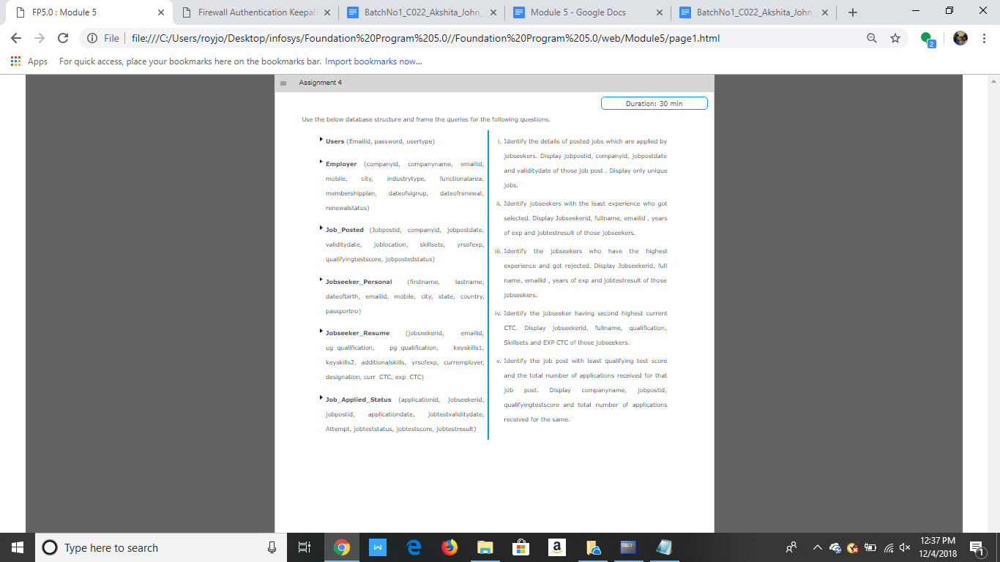 FP5.0 : Module 5
Firewall Authentication Keepal
BatchNo1_C022_Akshita_John_
Module 5 - Google Docs
BatchNo1_C022_Akshita_John_
File
file:///C:/Users/royjo/Desktop/infosys/Foundation%20Program%205.0//Foundation%20Program%205.0/web/Module5/page1.html
2
Apps
For quick access, place your bookmarks here on the bookmarks bar. Import bookmarks now...
Assignment 4
Duration: 30 min
Use the below database structure and frame the queries for the following questions.
Users (Emailid, password, usertype)
Employer (companyid, companyname, emailid,
mobile, city, industrytype, functionalarea,
membershipplan, dateofsignup, dateofrenewal,
renewalstatus)
Job_Posted (Jobpostid, companyid, jobpostdate,
validitydate, joblocation, skillsets, yrsofexp,
qualifyingtestscore, jobpostedstatus)
Jobseeker_Personal (firstname, lastname,
dateofbirth, emailid, mobile, city, state, country,
passportno)
Jobseeker_Resume (jobseekerid, emailid,
ug_qualification, pg_qualification, keyskills1,
keyskills2, additionalskills, yrsofexp, curremployer,
designation, curr_CTC, exp_CTC)
Job_Applied_Status (applicationid, jobseekerid,
jobpostid, applicationdate, jobtestvaliditydate,
Attempt, jobteststatus, jobtestscore, jobtestresult)
i. Identify the details of posted jobs which are applied by
jobseekers. Display jobpostid, companyid, jobpostdate
and validitydate of those job post . Display only unique
jobs.
ii. Identify jobseekers with the least experience who got
selected. Display Jobseekerid, fullname, emailid , years
of exp and jobtestresult of those jobseekers.
iii. Identify the jobseekers who have the highest
experience and got rejected. Display Jobseekerid, full
name, emailid , years of exp and jobtestresult of those
jobseekers.
iv. Identify the jobseeker having second highest current
CTC. Display jobseekerid, fullname, qualification,
Skillsets and EXP CTC of those jobseekers.
v. Identify the job post with least qualifying test score
and the total number of applications received for that
job post. Display companyname, jobpostid,
qualifyingtestscore and total number of applications
received for the same.
Type here to search
W
a
SQL>
12:37 PM
12/4/2018
1